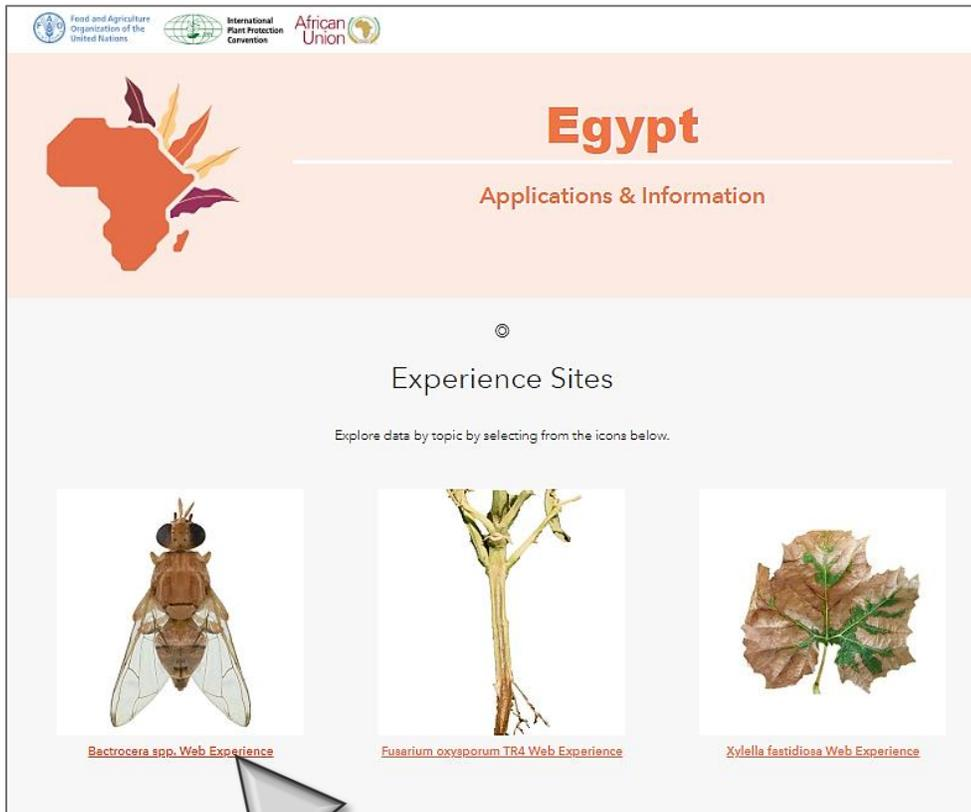 Food and Agriculture
Organization of the
United Nations
International
Plant Protection
Convention
African
Union
Egypt
Applications & Information
Experience Sites
Explore data by topic by selecting from the icons below.
Bactrocera spp. Web Experience
Fusarium oxysporum TR4 Web Experience
Xylella fastidiosa Web Experience